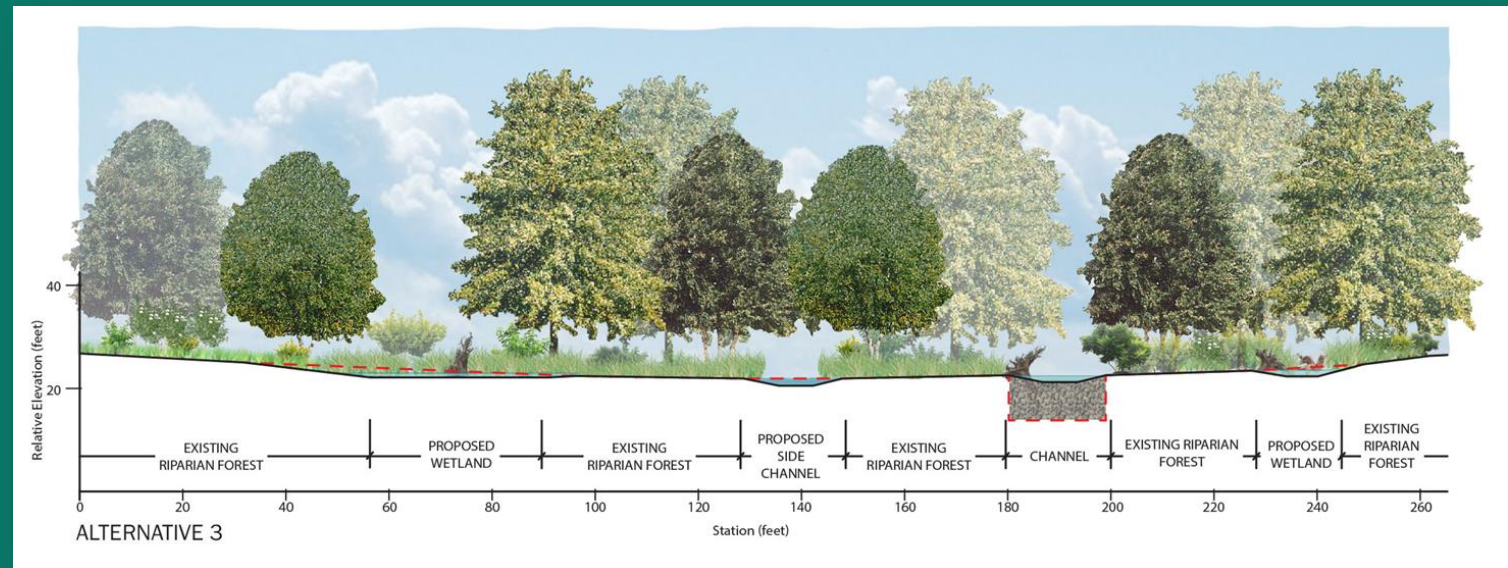 40
20
Relative Elevation (feet)
EXISTING
RIPARIAN FOREST
PROPOSED
WETLAND
EXISTING
RIPARIAN FOREST
PROPOSED
SIDE
CHANNEL
EXISTING
RIPARIAN FOREST
CHANNEL
EXISTING RIPARIAN
FOREST
PROPOSED
WETLAND
EXISTING
RIPARIAN
FOREST
0 20 40 60 80 100 120 140 160 180 200 220 240 260
Station (feet)
ALTERNATIVE 3